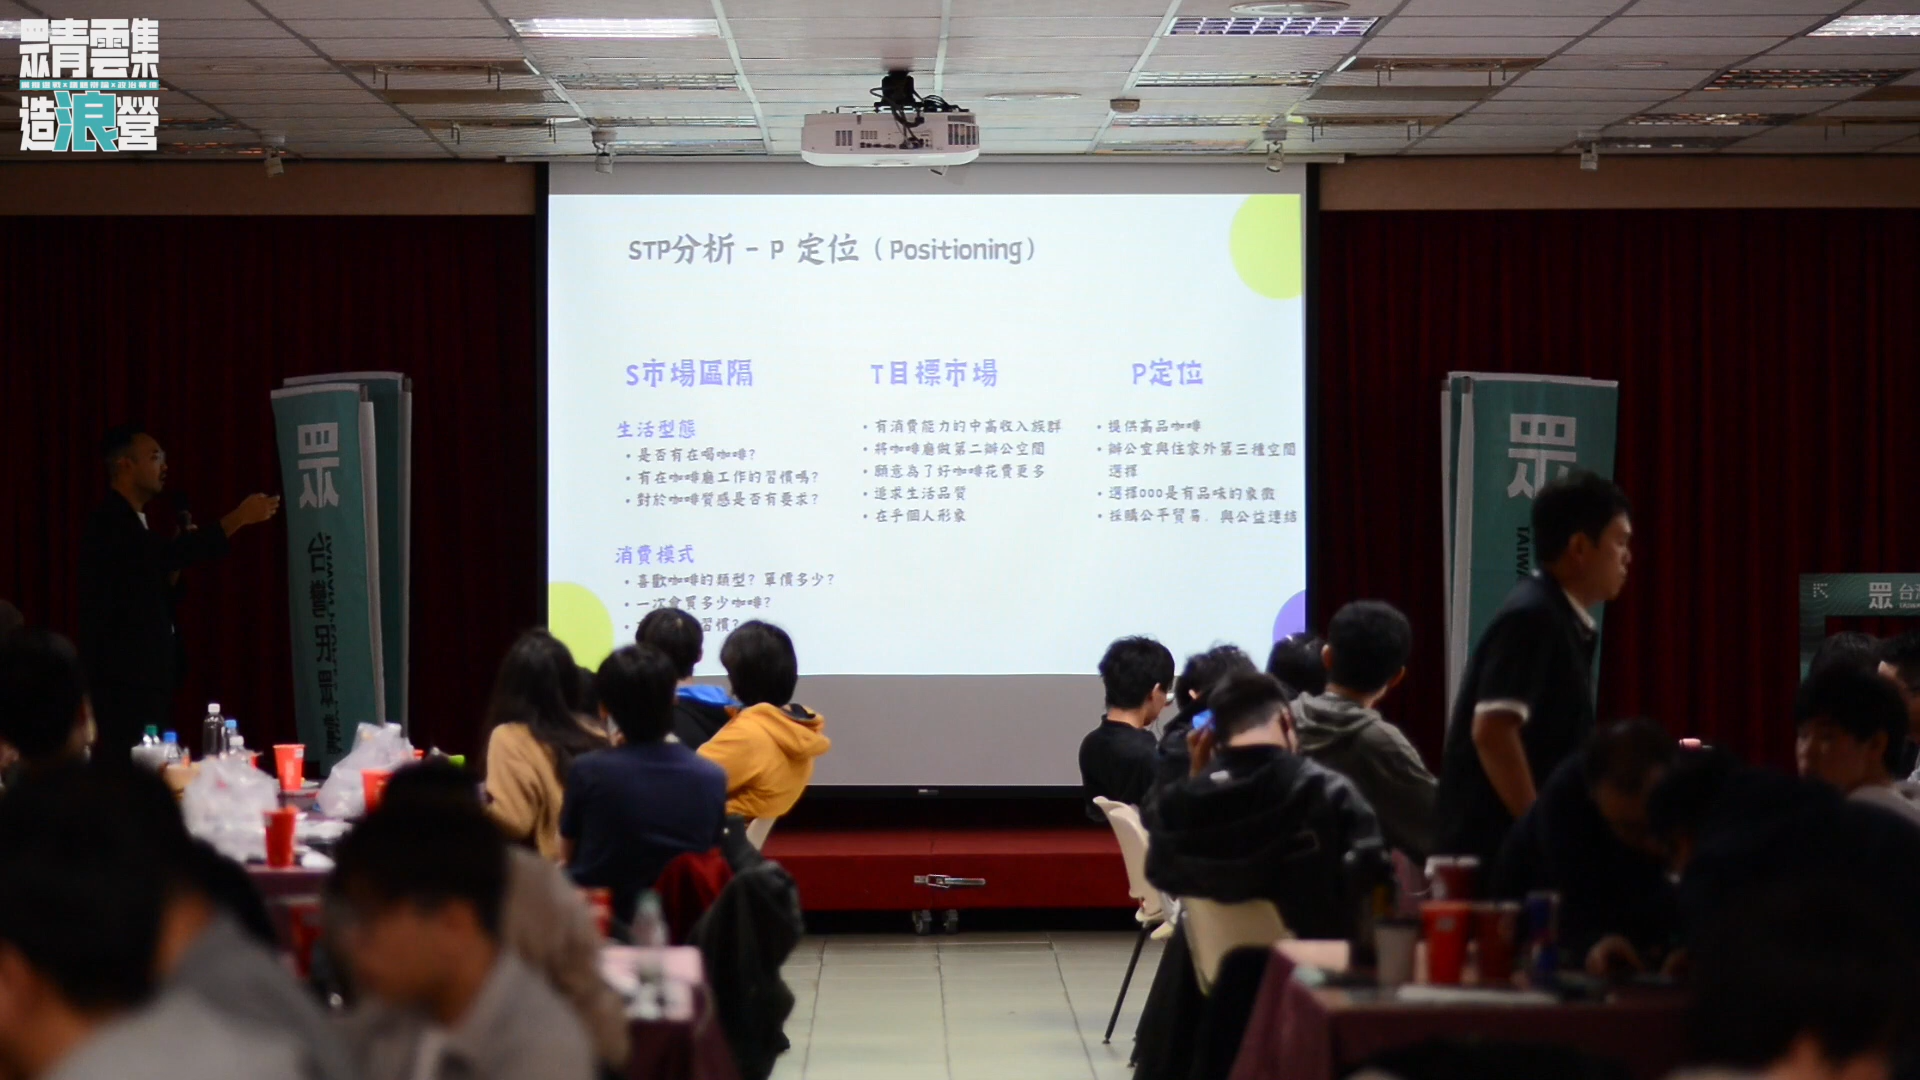 眾青雲集
造浪營
STP分析 - P 定位（Positioning）
S市場區隔
生活型態
• 是否有在喝咖啡？
• 有在咖啡廳工作的習慣嗎？
• 對於咖啡質感是否有要求？
消費模式
• 喜歡咖啡的類型？單價多少？
• 一次會買多少咖啡？
習慣？
T目標市場
• 有消費能力的中高收入族群
• 將咖啡廳做第二辦公空間
• 願意為了好咖啡花費更多
• 追求生活品質
• 在乎個人形象
P定位
• 提供高品咖啡
• 辦公室與住家外第三種空間
選擇
• 選擇OOO是有品味的象徵
• 採購公平貿易，與公益連結
眾
台灣民眾黨
眾
TAIW
眾 台灣